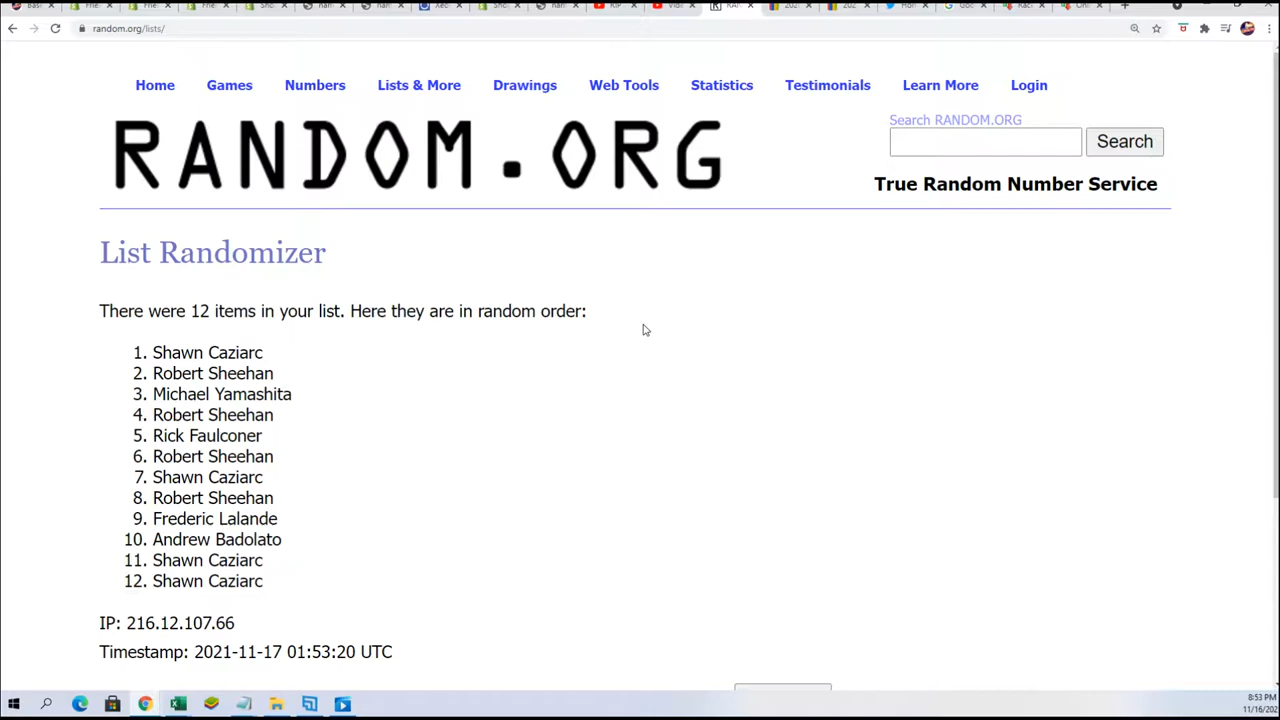 random.org/lists/
Home Games Numbers Lists & More Drawings Web Tools Statistics Testimonials Learn More Login
RANDOM.ORG
Search RANDOM.ORG
Search
True Random Number Service
List Randomizer
There were 12 items in your list. Here they are in random order:
1. Shawn Caziarc
2. Robert Sheehan
3. Michael Yamashita
4. Robert Sheehan
5. Rick Faulconer
6. Robert Sheehan
7. Shawn Caziarc
8. Robert Sheehan
9. Frederic Lalande
10. Andrew Badolato
11. Shawn Caziarc
12. Shawn Caziarc
IP: 216.12.107.66
Timestamp: 2021-11-17 01:53:20 UTC
8:53 PM